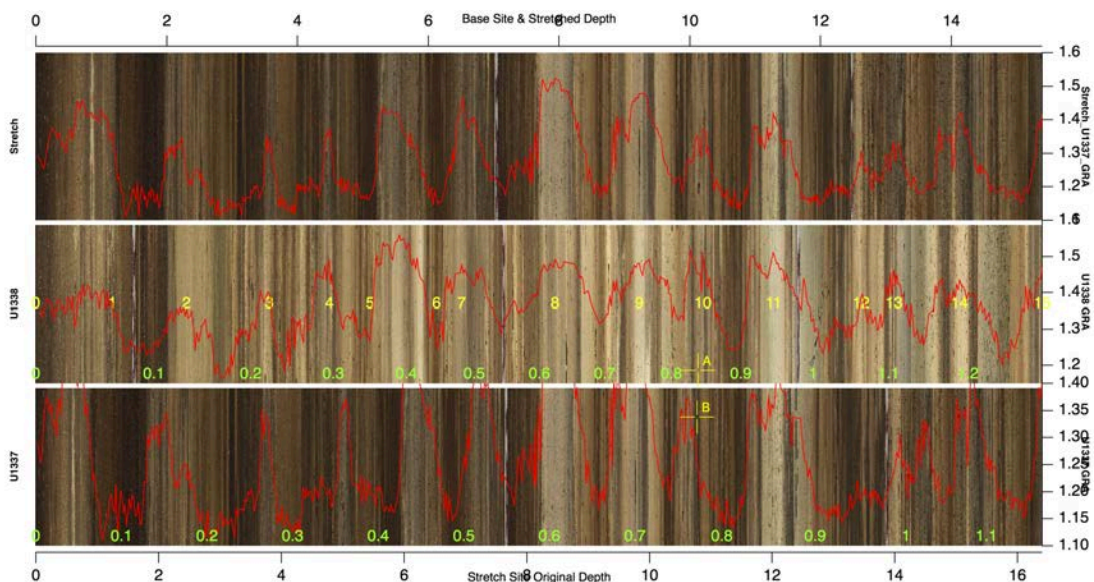 Base Site & Stretched Depth
0 2 4 6 8 10 12 14
Stretch
1.6
1.5
1.4
1.3
1.2
Stretch_U1337_GRA
U1338
1.5
1.4
1.3
1.2
U1338 GRA
0 1 2 3 4 5 6 7 8 9 10 11 12 13 14 15
A
0 0.1 0.2 0.3 0.4 0.5 0.6 0.7 0.8 0.9 1 1.1 1.2
U1337
1.40
1.35
1.30
1.25
1.20
1.15
1.10
B
0 0.1 0.2 0.3 0.4 0.5 0.6 0.7 0.8 0.9 1 1.1
0 2 4 6 8 10 12 14 16
Stretch Site Original Depth